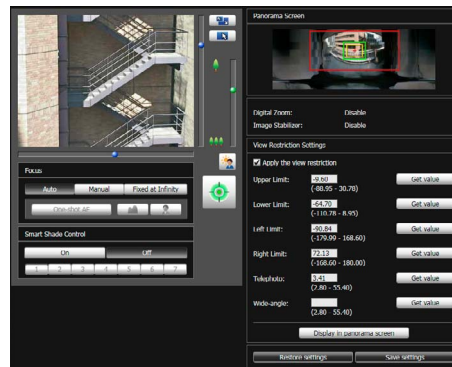 Panorama Screen
Digital Zoom: Disable
Image Stabilizer: Disable
View Restriction Settings
Apply the view restriction
Upper Limit: -9.60 Get value
(-88.95 - 30.78)
Lower Limit: -64.70 Get value
(-110.78 - 8.95)
Left Limit: -90.84 Get value
(-179.99 - 168.60)
Right Limit: 72.13 Get value
(-168.60 - 180.00)
Telephoto: 3.41 Get value
(2.80 - 55.40)
Wide-angle: Get value
(2.80 - 55.40)
Display in panorama screen
Restore settings Save settings
Focus
Auto Manual Fixed at Infinity
One-shot AF
Smart Shade Control
On Off
1 2 3 4 5 6 7